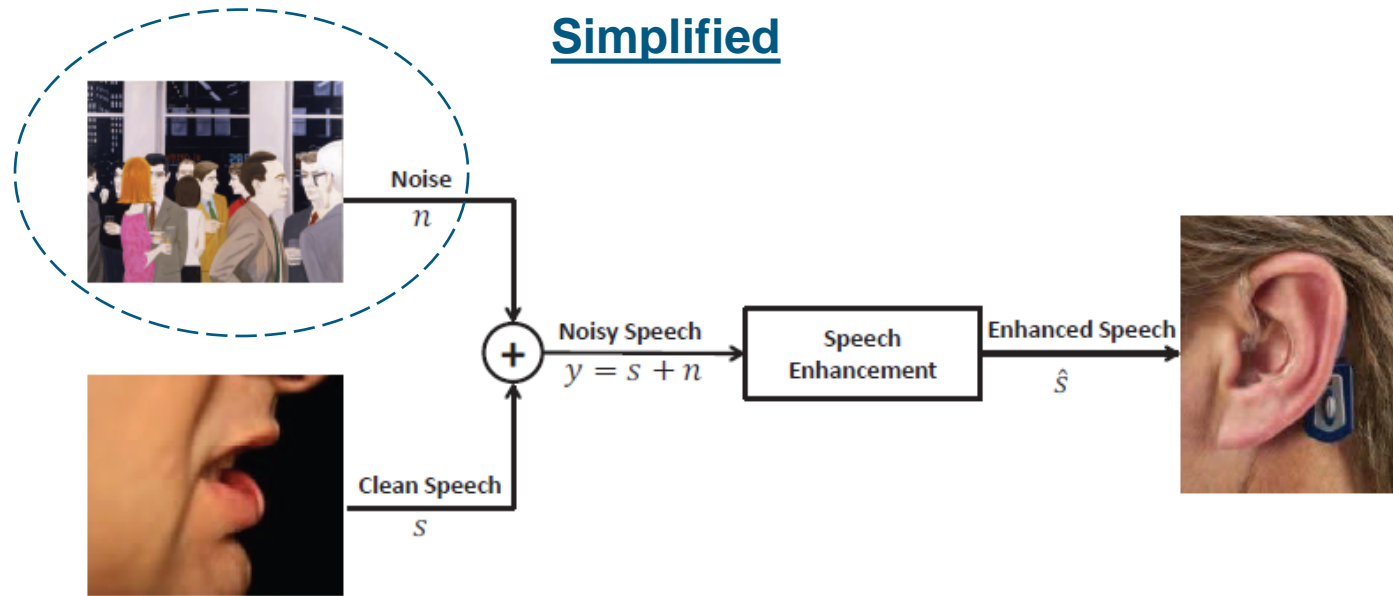 Simplified
Noise
n
Noisy Speech
y = s + n
Speech
Enhancement
Enhanced Speech
ŝ
Clean Speech
s